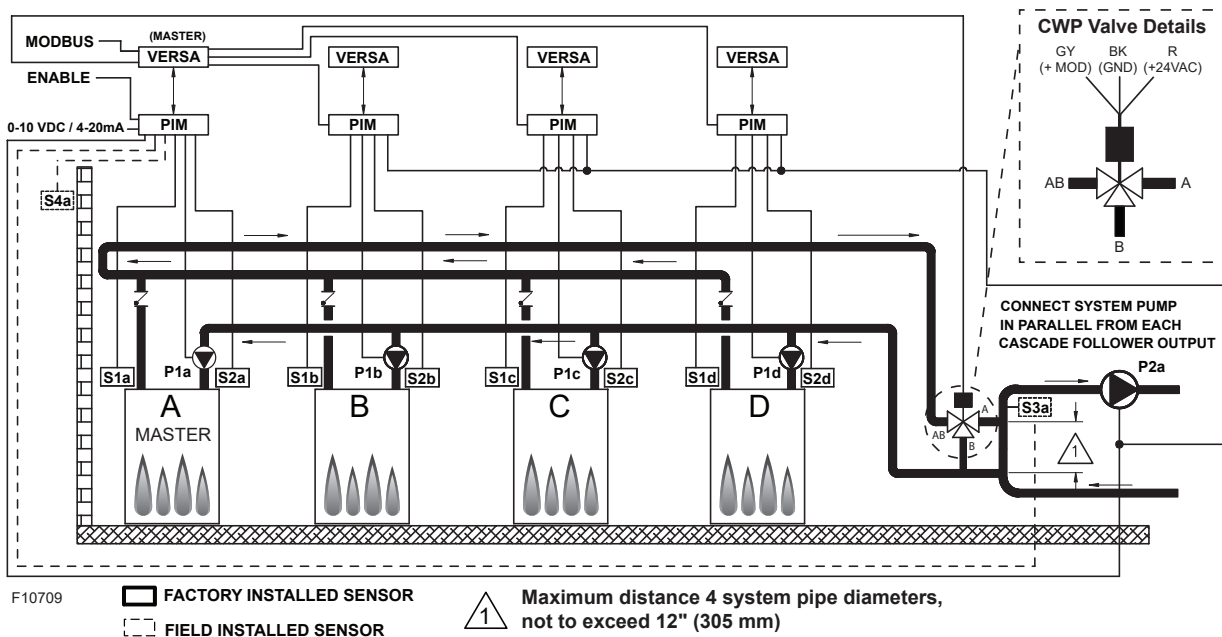 MODBUS
(MASTER)
VERSA
VERSA
VERSA
VERSA
ENABLE
0-10 VDC / 4-20mA
PIM
PIM
PIM
PIM
CWP Valve Details
GY
(+ MOD)
BK
(GND)
R
(+24VAC)
AB
A
B
S4a
CONNECT SYSTEM PUMP
IN PARALLEL FROM EACH
CASCADE FOLLOWER OUTPUT
S1a
P1a
S2a
S1b
P1b
S2b
S1c
P1c
S2c
S1d
P1d
S2d
P2a
S3a
A
AB
B
1
A
MASTER
B
C
D
F10709
FACTORY INSTALLED SENSOR
FIELD INSTALLED SENSOR
1
Maximum distance 4 system pipe diameters,
not to exceed 12" (305 mm)